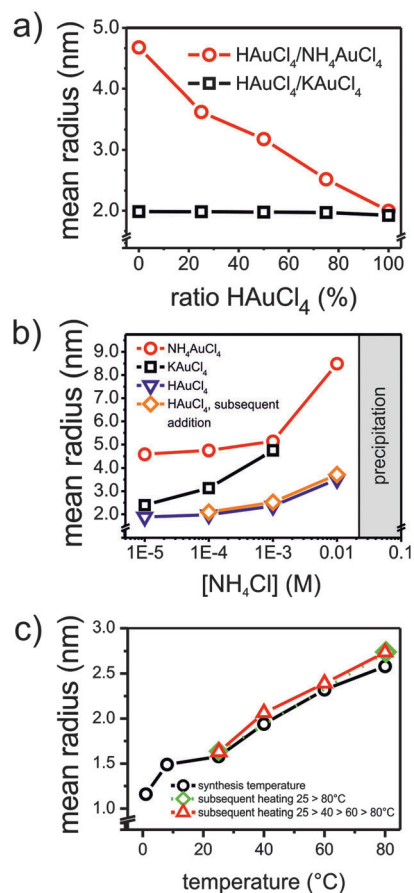 a)
mean radius (nm)
5.0
4.0
3.0
2.0
HAuCl₄/NH₄AuCl₄
HAuCl₄/KAuCl₄
0 20 40 60 80 100
ratio HAuCl₄ (%)
b)
mean radius (nm)
9.0
8.0
7.0
6.0
5.0
4.0
3.0
2.0
NH₄AuCl₄
KAuCl₄
HAuCl₄
HAuCl₄, subsequent
addition
precipitation
1E-5 1E-4 1E-3 0.01 0.1
[NH₄Cl] (M)
c)
mean radius (nm)
3.0
2.5
2.0
1.5
1.0
synthesis temperature
subsequent heating 25 > 80°C
subsequent heating 25 > 40 > 60 > 80°C
0 20 40 60 80
temperature (°C)